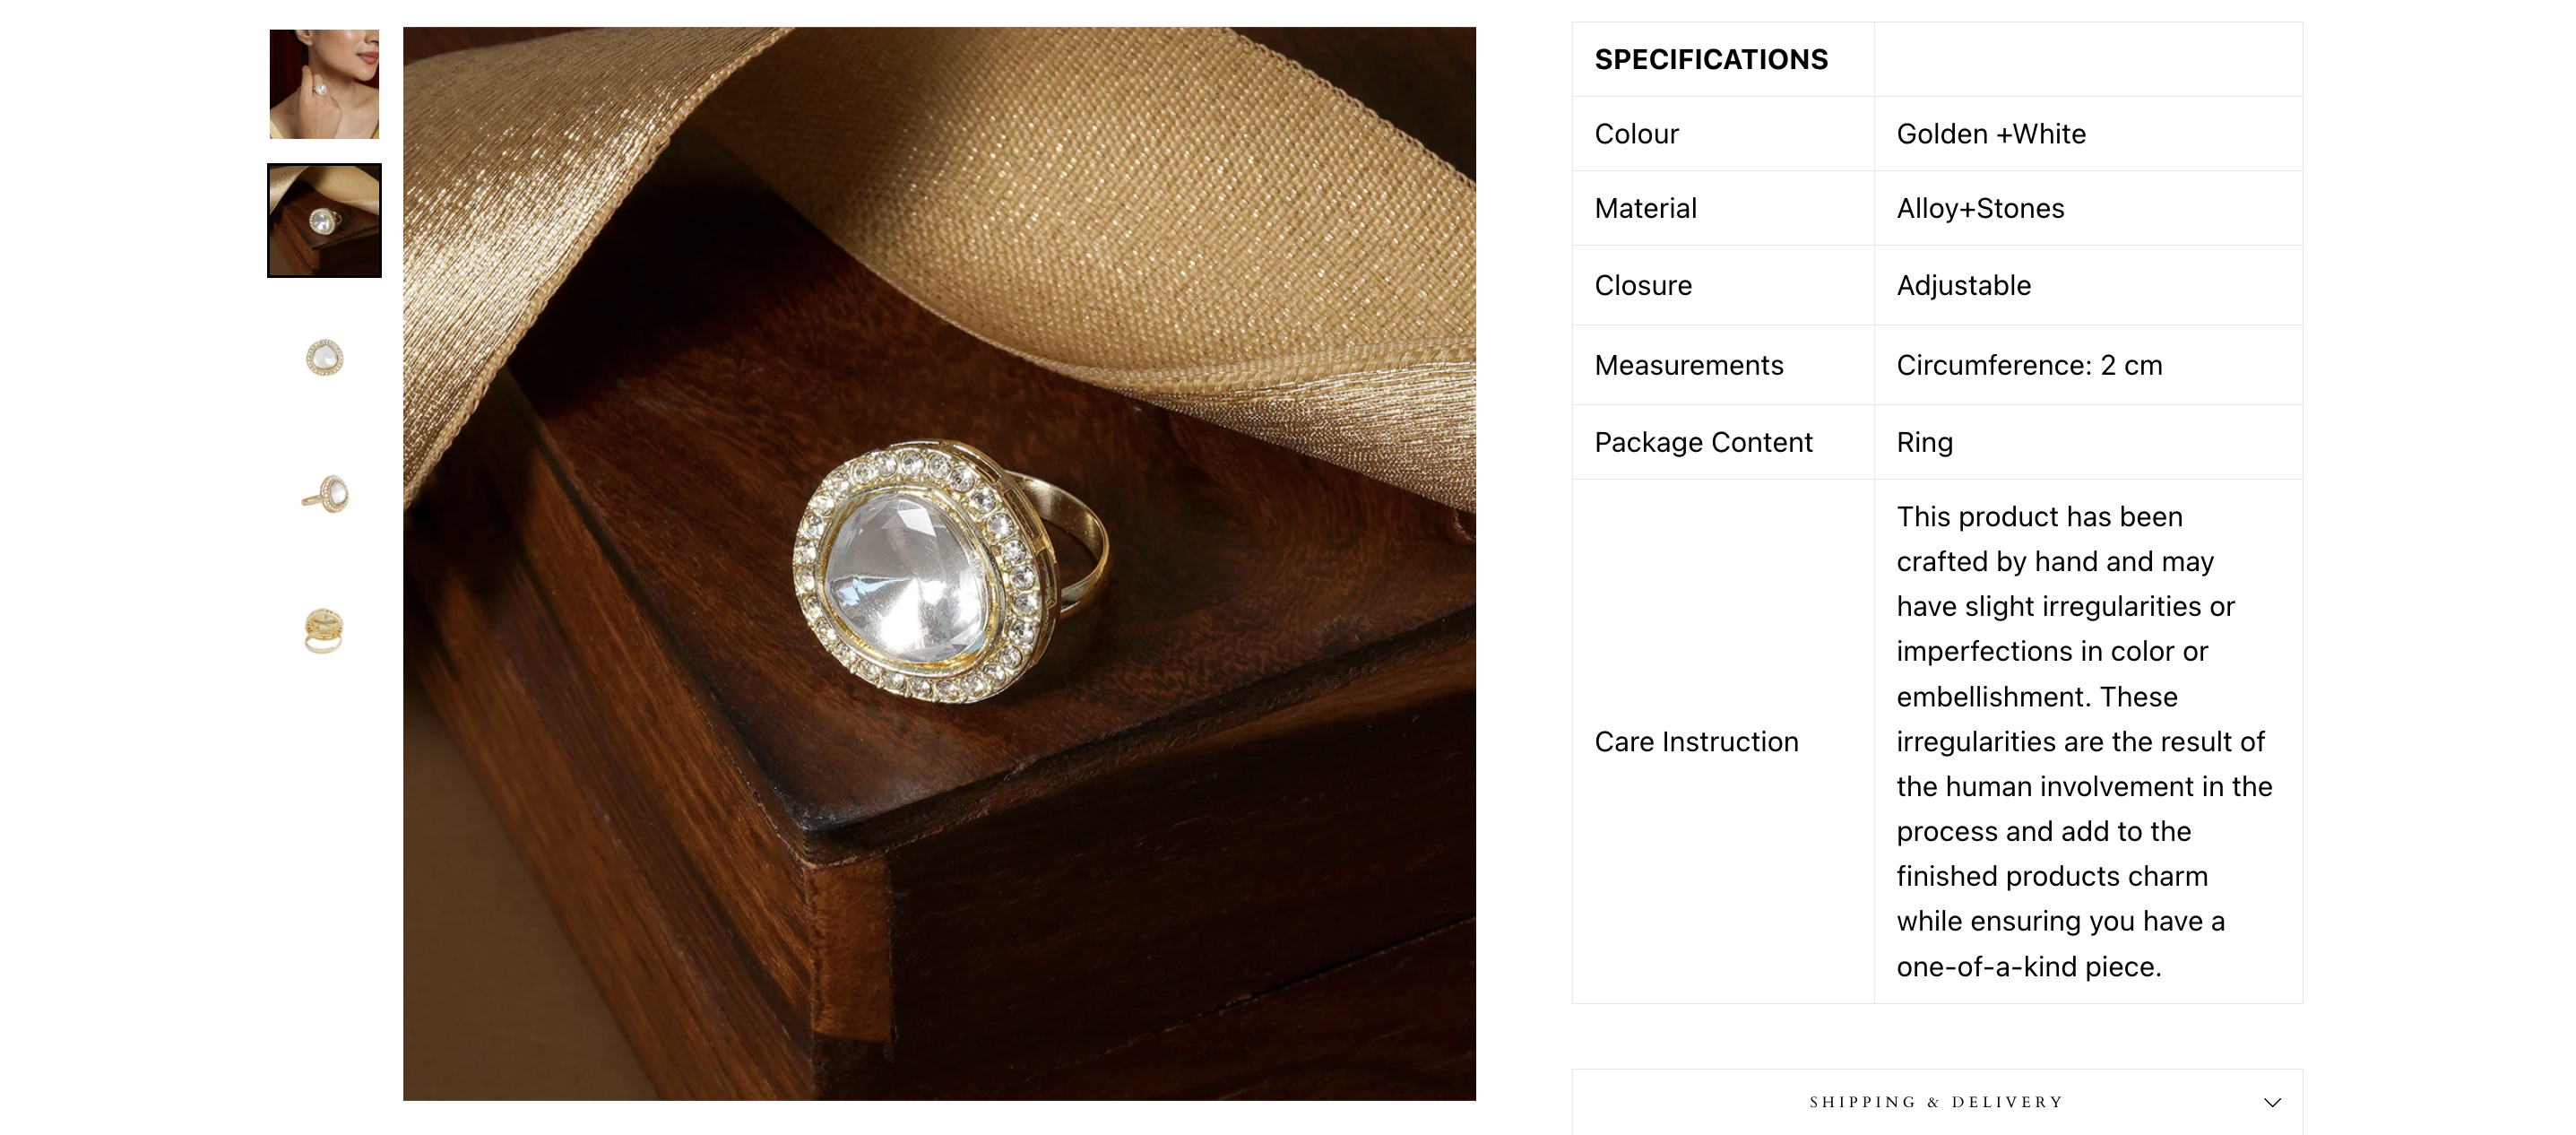 SPECIFICATIONS
Colour
Golden +White
Material
Alloy+Stones
Closure
Adjustable
Measurements
Circumference: 2 cm
Package Content
Ring
Care Instruction
This product has been
crafted by hand and may
have slight irregularities or
imperfections in color or
embellishment. These
irregularities are the result of
the human involvement in the
process and add to the
finished products charm
while ensuring you have a
one-of-a-kind piece.
SHIPPING & DELIVERY